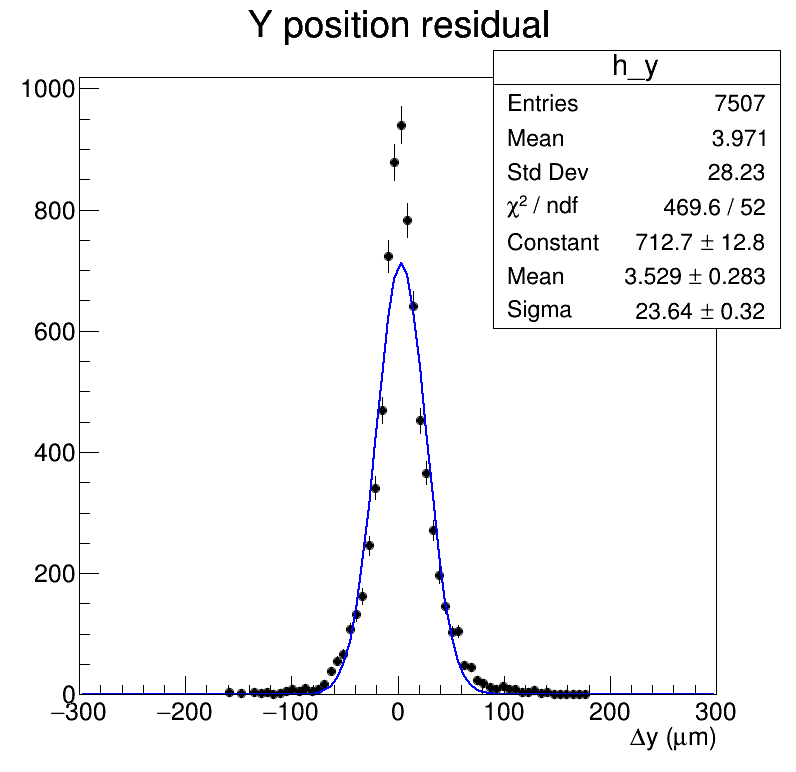 Y position residual
h_y
Entries 7507
Mean 3.971
Std Dev 28.23
χ² / ndf 469.6 / 52
Constant 712.7 ± 12.8
Mean 3.529 ± 0.283
Sigma 23.64 ± 0.32
1000
800
600
400
200
0
−300 −200 −100 0 100 200 300
Δy (μm)